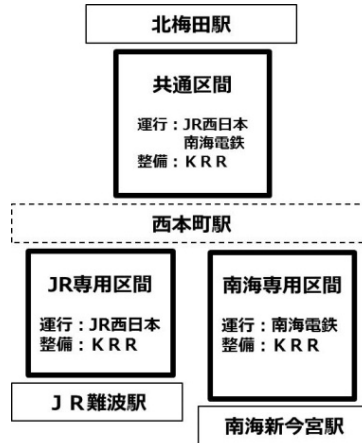 北梅田駅
共通区間
運行：JR西日本
南海電鉄
整備：ＫＲＲ
西本町駅
JR専用区間
運行：JR西日本
整備：ＫＲＲ
南海専用区間
運行：南海電鉄
整備：ＫＲＲ
ＪＲ難波駅
南海新今宮駅